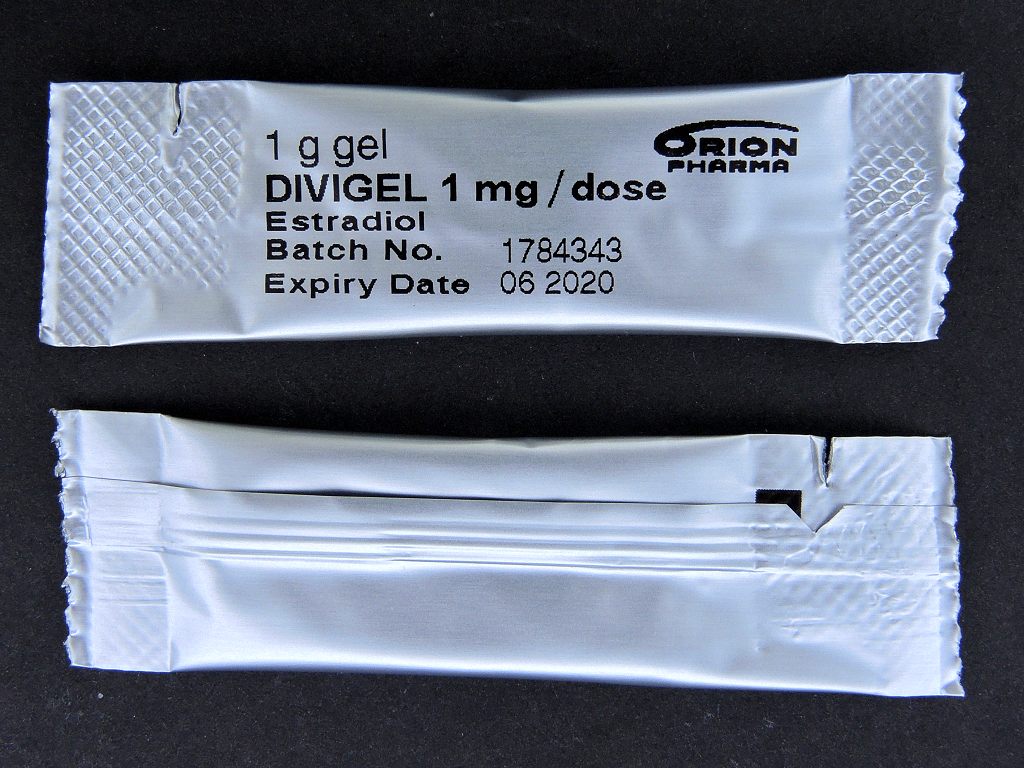 1 g gel
ORION
PHARMA
DIVIGEL 1 mg / dose
Estradiol
Batch No. 1784343
Expiry Date 06 2020